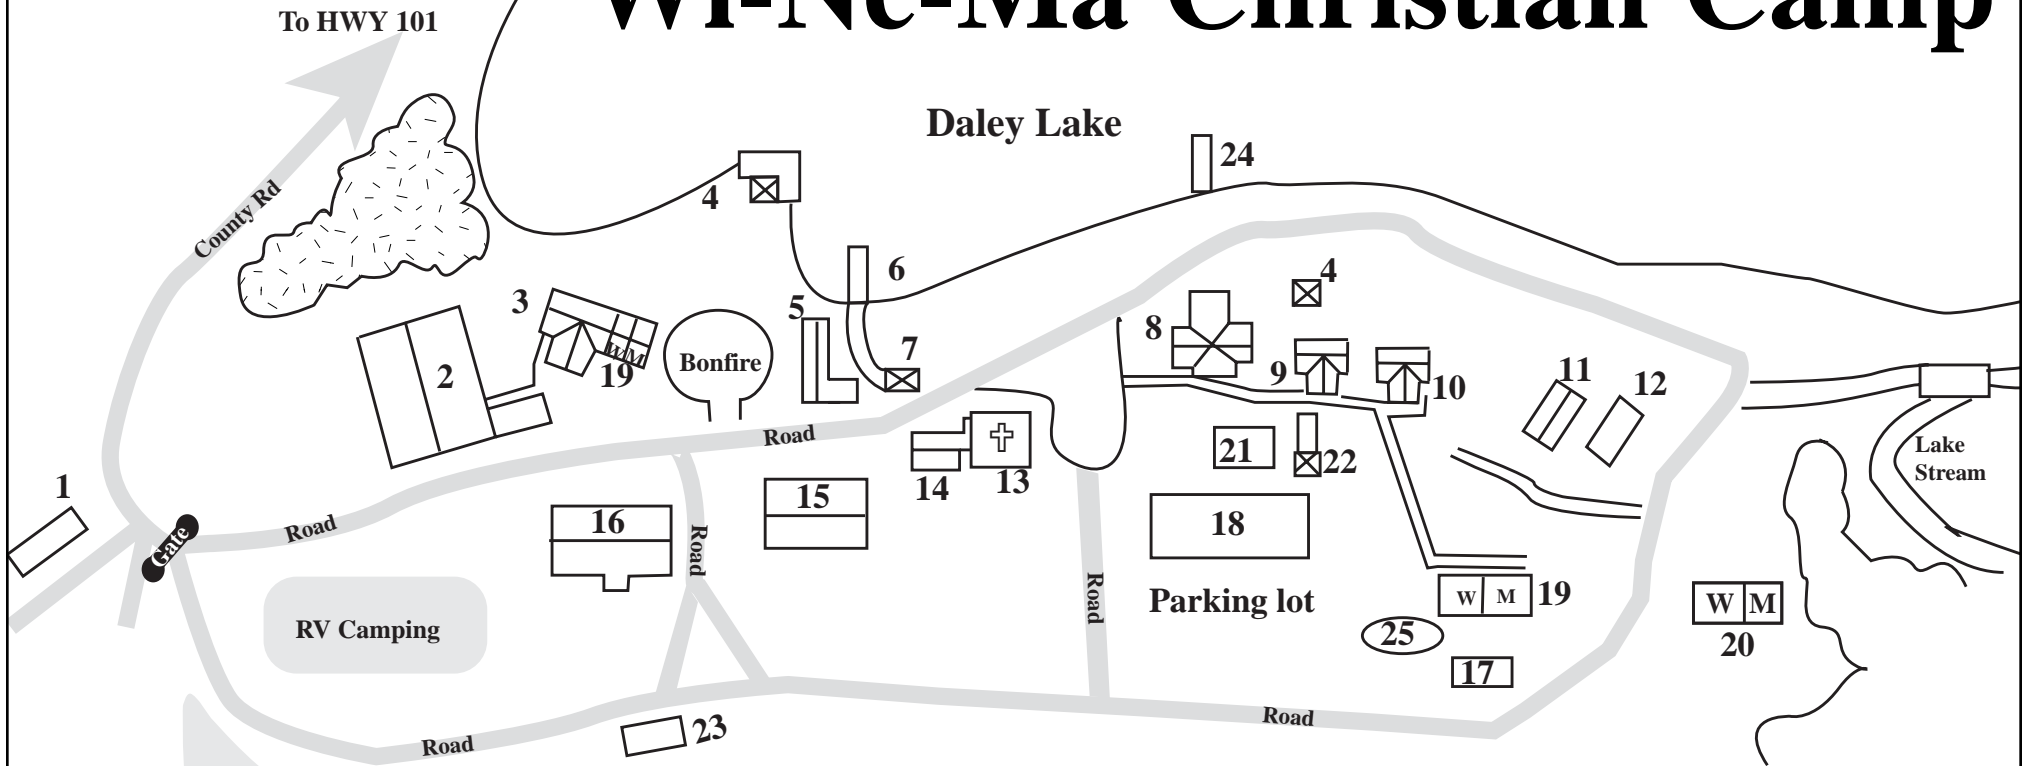 Wi-Ne-Ma Christian Camp
To HWY 101
Daley Lake
24
County Rd
4
6
4
3
5
7
8
W M
19
Bonfire
2
9
10
11
12
Road
21
22
13
14
1
15
16
18
Lake
Stream
Gate
Road
Road
Road
Parking lot
W M
19
25
17
W M
20
RV Camping
23
Road
Road